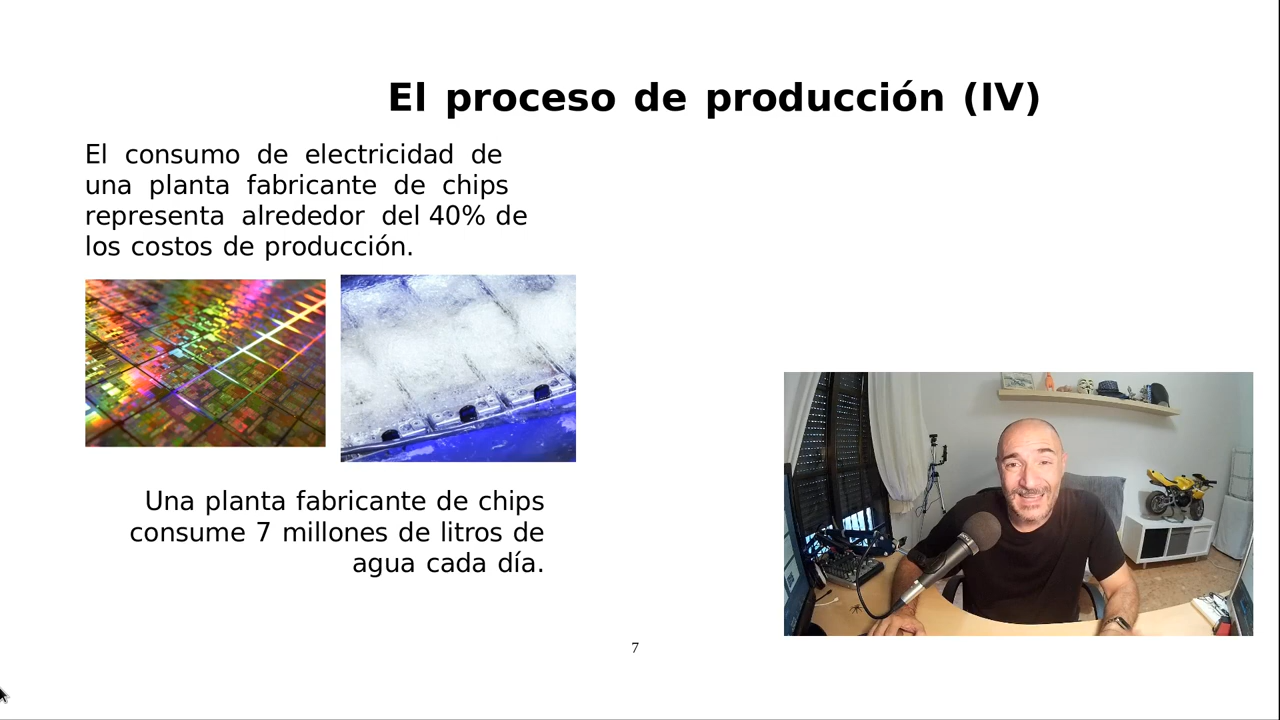 El proceso de producción (IV)
El consumo de electricidad de
una planta fabricante de chips
representa alrededor del 40% de
los costos de producción.
Una planta fabricante de chips
consume 7 millones de litros de
agua cada día.
7